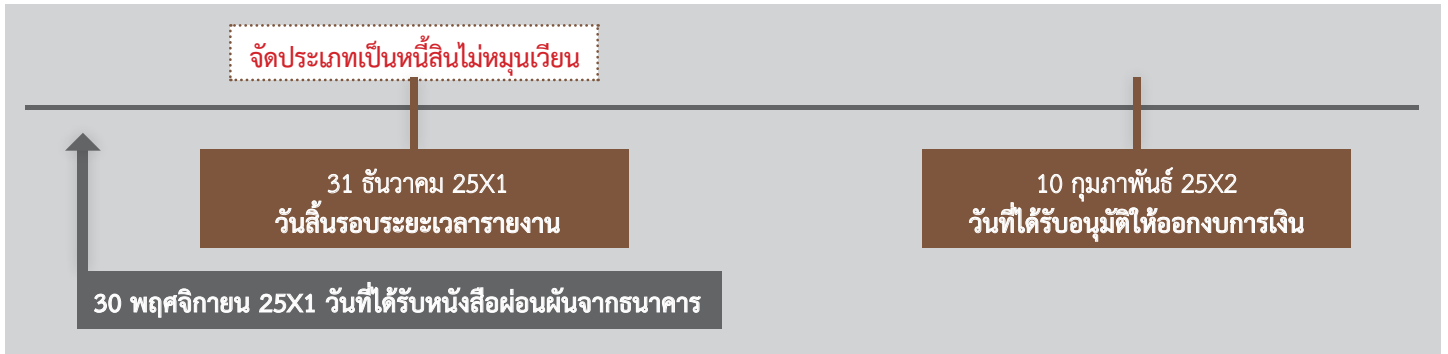 จัดประเภทเป็นหนี้สินไม่หมุนเวียน
31 ธันวาคม 25X1
วันสิ้นรอบระยะเวลารายงาน
10 กุมภาพันธ์ 25X2
วันที่ได้รับอนุมัติให้ออกงบการเงิน
30 พฤศจิกายน 25X1 วันที่ได้รับหนังสือผ่อนผันจากธนาคาร